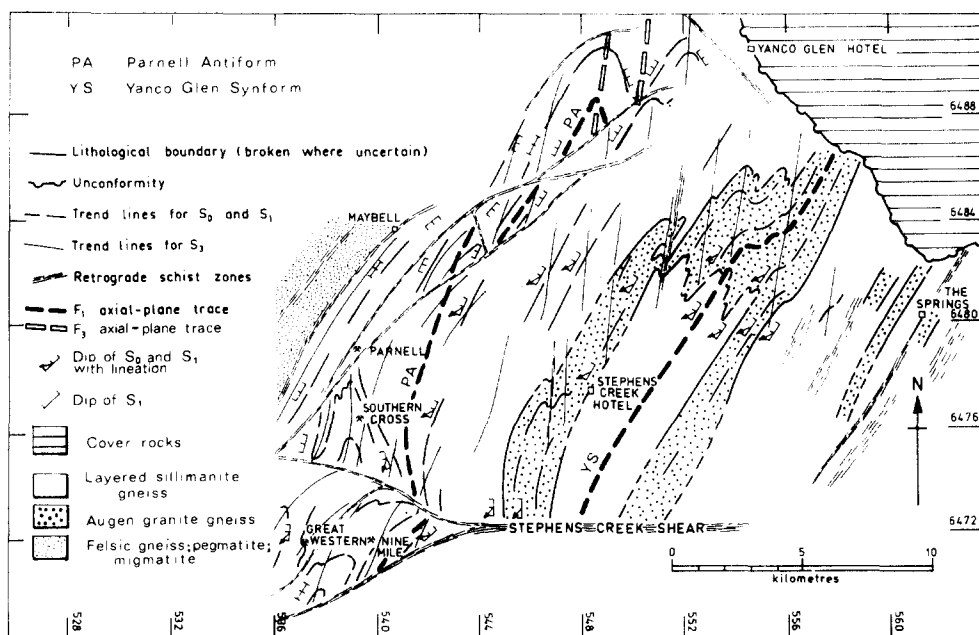 PA Parnell Antiform
YS Yanco Glen Synform
Lithological boundary (broken where uncertain)
Unconformity
Trend lines for S0 and S1
Trend lines for S3
Retrograde schist zones
F1 axial-plane trace
F3 axial-plane trace
Dip of S0 and S1
with lineation
Dip of S1
Cover rocks
Layered sillimanite
gneiss
Augen granite gneiss
Felsic gneiss; pegmatite;
migmatite
YANCO GLEN HOTEL
6488
PA
MAYBELL
6484
THE
SPRINGS
6480
PARNELL
PA
STEPHENS
CREEK
HOTEL
N
SOUTHERN
CROSS
6476
YS
GREAT
WESTERN
NINE
MILE
STEPHENS CREEK SHEAR
6472
0 5 10
kilometres
528 532 536 540 544 548 552 556 560